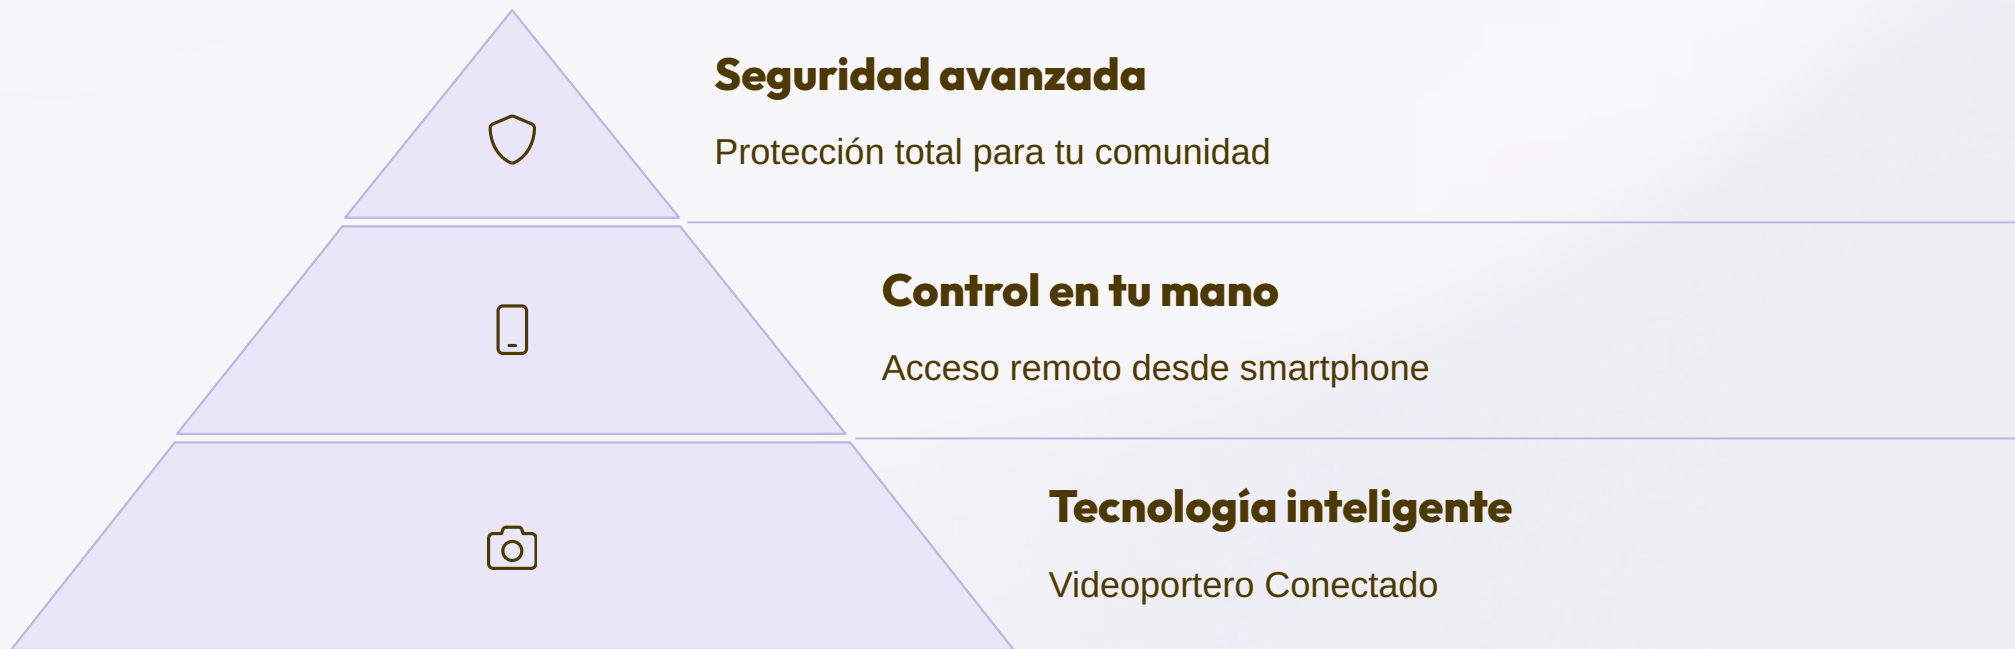 Seguridad avanzada
Protección total para tu comunidad
Control en tu mano
Acceso remoto desde smartphone
Tecnología inteligente
Videoportero Conectado